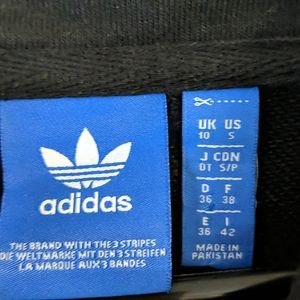 adidas
THE BRAND WITH THE 3 STRIPES
DIE WELTMARKE MIT DEN 3 STREIFEN
LA MARQUE AUX 3 BANDES
UK US
10 S
J CDN
OT S/P
D F
36 38
E I
36 42
MADE IN
PAKISTAN